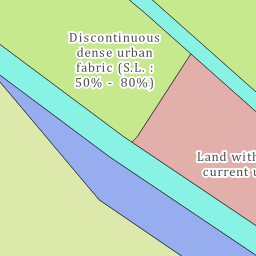 Discontinuous
dense urban
fabric (S.L. :
50% - 80%)
Land with
current u